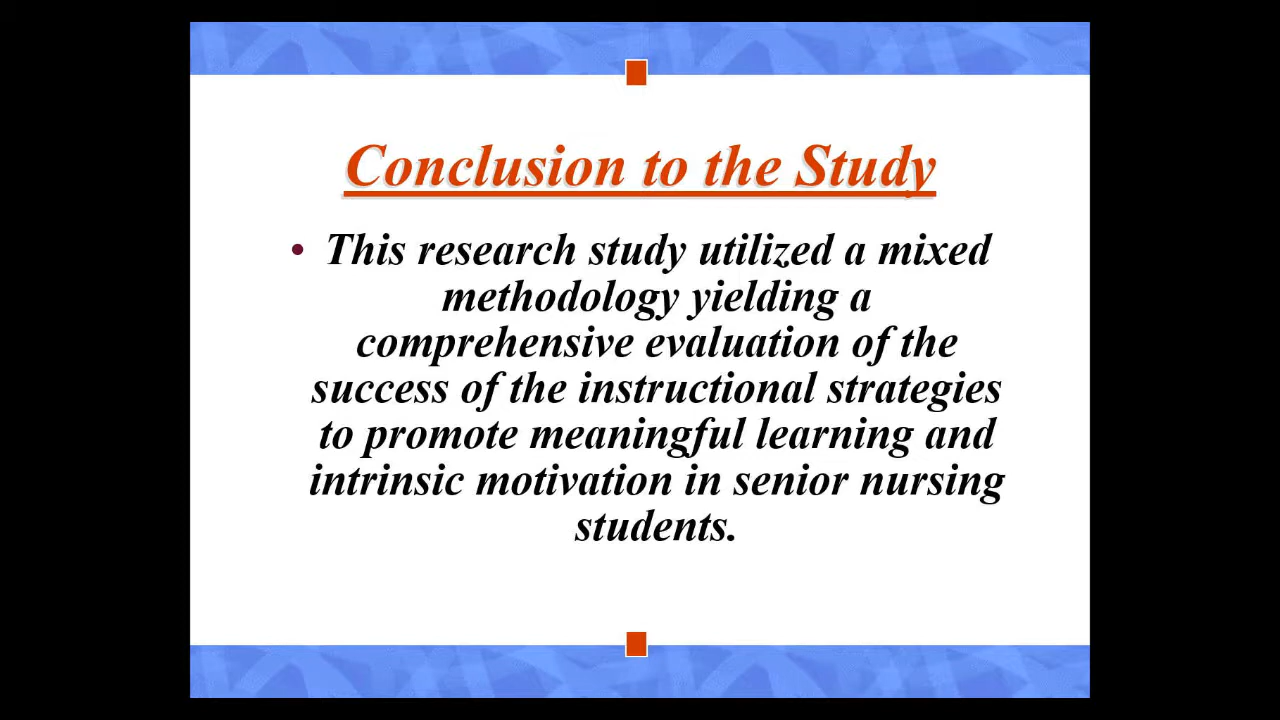 Conclusion to the Study
• This research study utilized a mixed
methodology yielding a
comprehensive evaluation of the
success of the instructional strategies
to promote meaningful learning and
intrinsic motivation in senior nursing
students.